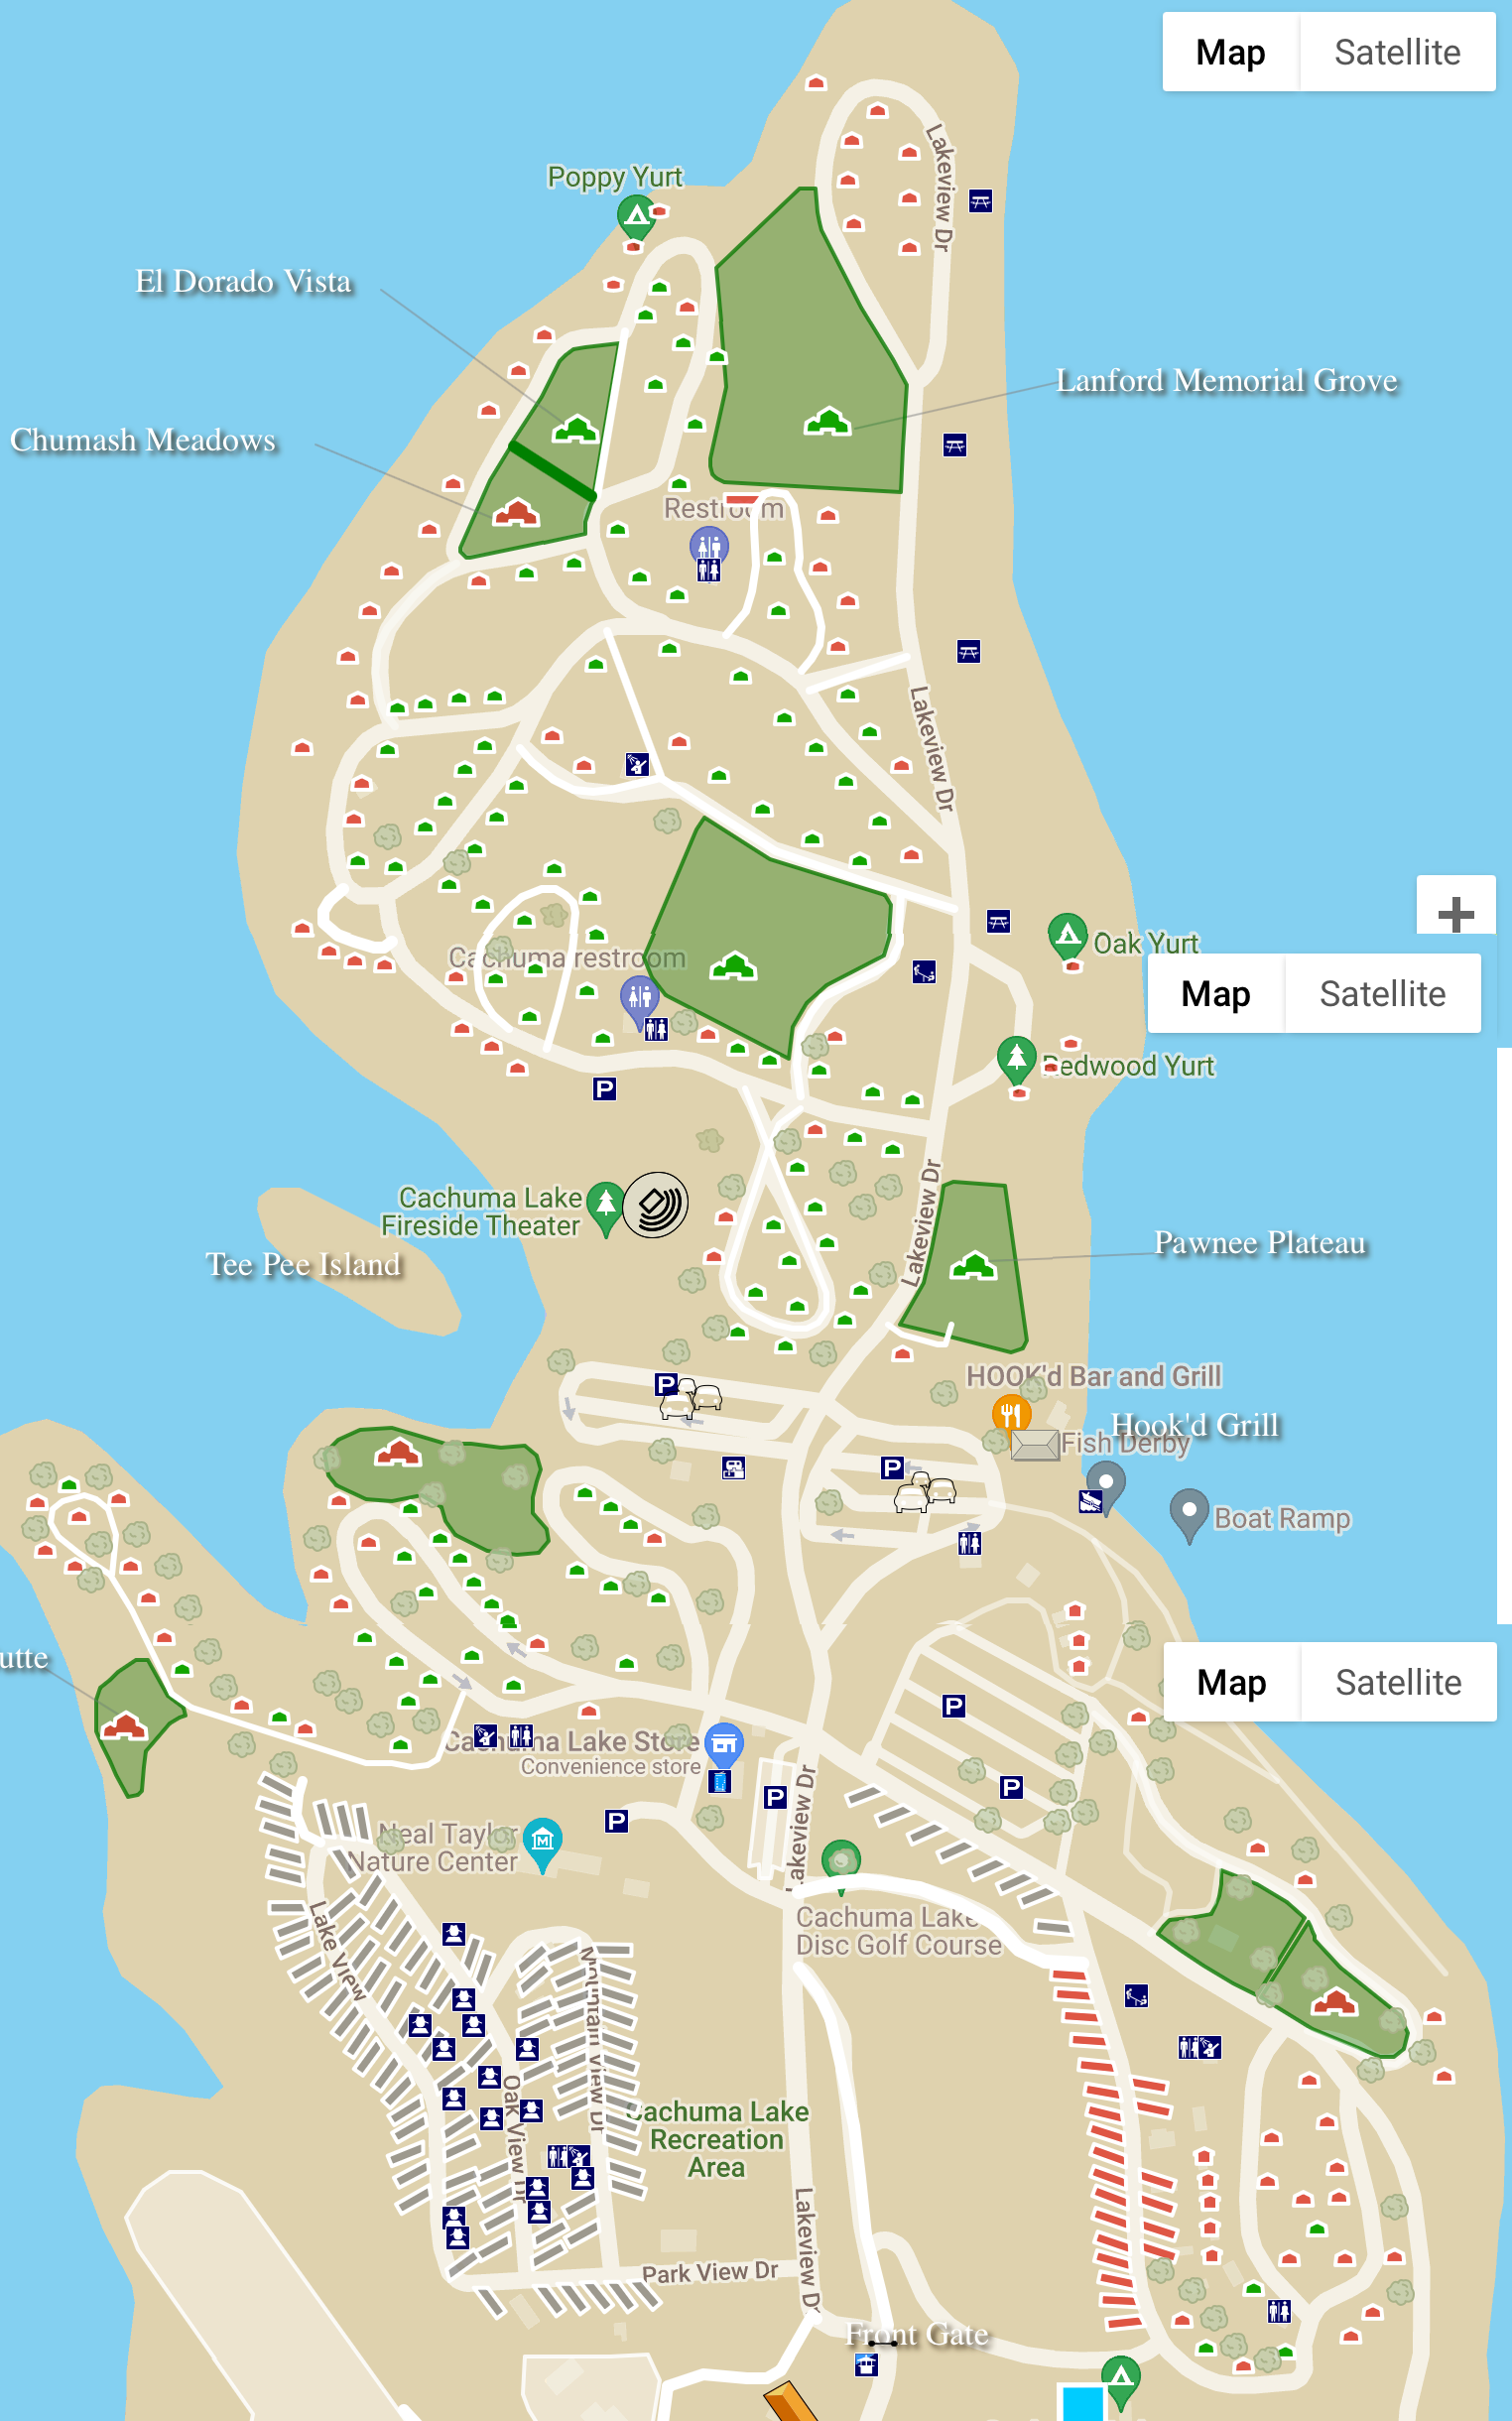 Map
Satellite
Lakeview Dr
Poppy Yurt
El Dorado Vista
Lanford Memorial Grove
Chumash Meadows
Restroom
Lakeview Dr
Oak Yurt
Cachuma restroom
Map
Satellite
Redwood Yurt
Lakeview Dr
Cachuma Lake
Fireside Theater
Pawnee Plateau
Tee Pee Island
P
HOOK'd Bar and Grill
P
Hook'd Grill
Fish Derby
P
Boat Ramp
utte
Map
Satellite
P
Cachuma Lake Store
Convenience store
P
P
P
Lakeview Dr
Neal Taylor
Nature Center
M
Lake View
Cachuma Lake
Disc Golf Course
Mountain View Dr
Oak View Dr
Cachuma Lake
Recreation
Area
Lakeview Dr
Park View Dr
Front Gate